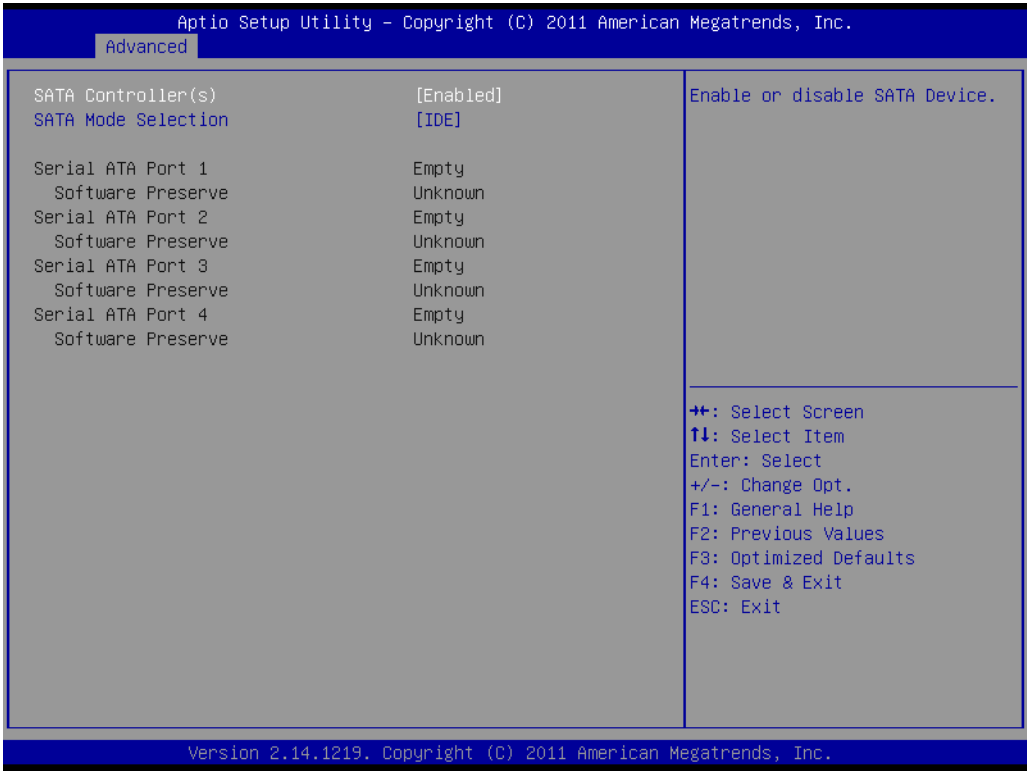 Aptio Setup Utility – Copyright (C) 2011 American Megatrends, Inc.
Advanced
SATA Controller(s) [Enabled]
SATA Mode Selection [IDE]
Serial ATA Port 1 Empty
Software Preserve Unknown
Serial ATA Port 2 Empty
Software Preserve Unknown
Serial ATA Port 3 Empty
Software Preserve Unknown
Serial ATA Port 4 Empty
Software Preserve Unknown
Enable or disable SATA Device.
→←: Select Screen
↑↓: Select Item
Enter: Select
+/-: Change Opt.
F1: General Help
F2: Previous Values
F3: Optimized Defaults
F4: Save & Exit
ESC: Exit
Version 2.14.1219. Copyright (C) 2011 American Megatrends, Inc.